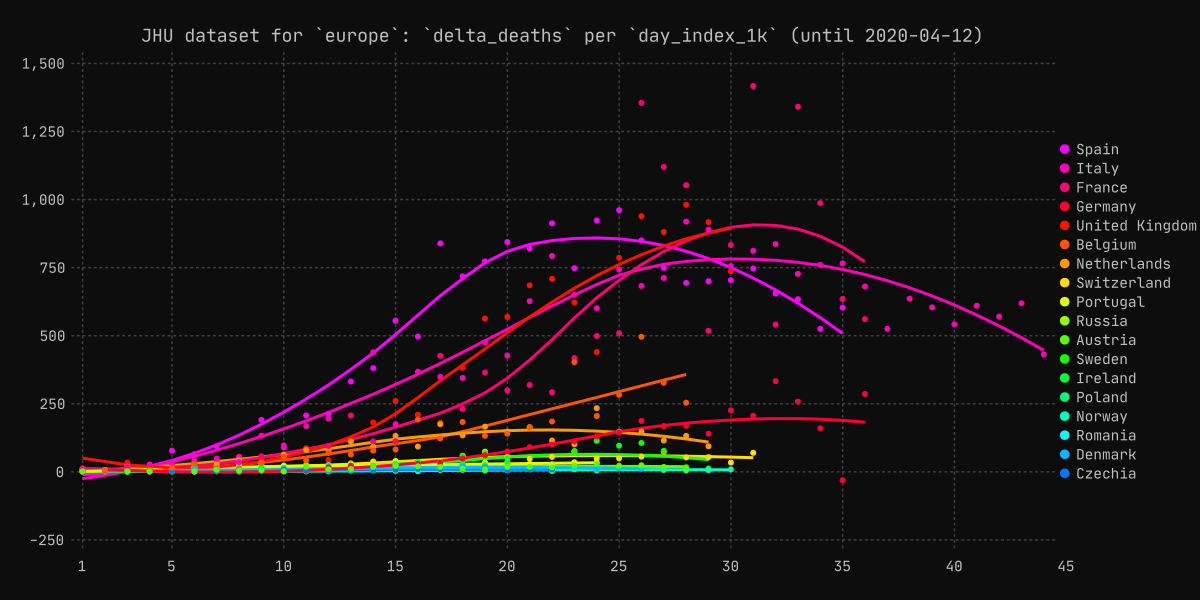 JHU dataset for `europe`: `delta_deaths` per `day_index_1k` (until 2020-04-12)
1,500
1,250
1,000
750
500
250
0
-250
1 5 10 15 20 25 30 35 40 45
Spain
Italy
France
Germany
United Kingdom
Belgium
Netherlands
Switzerland
Portugal
Russia
Austria
Sweden
Ireland
Poland
Norway
Romania
Denmark
Czechia